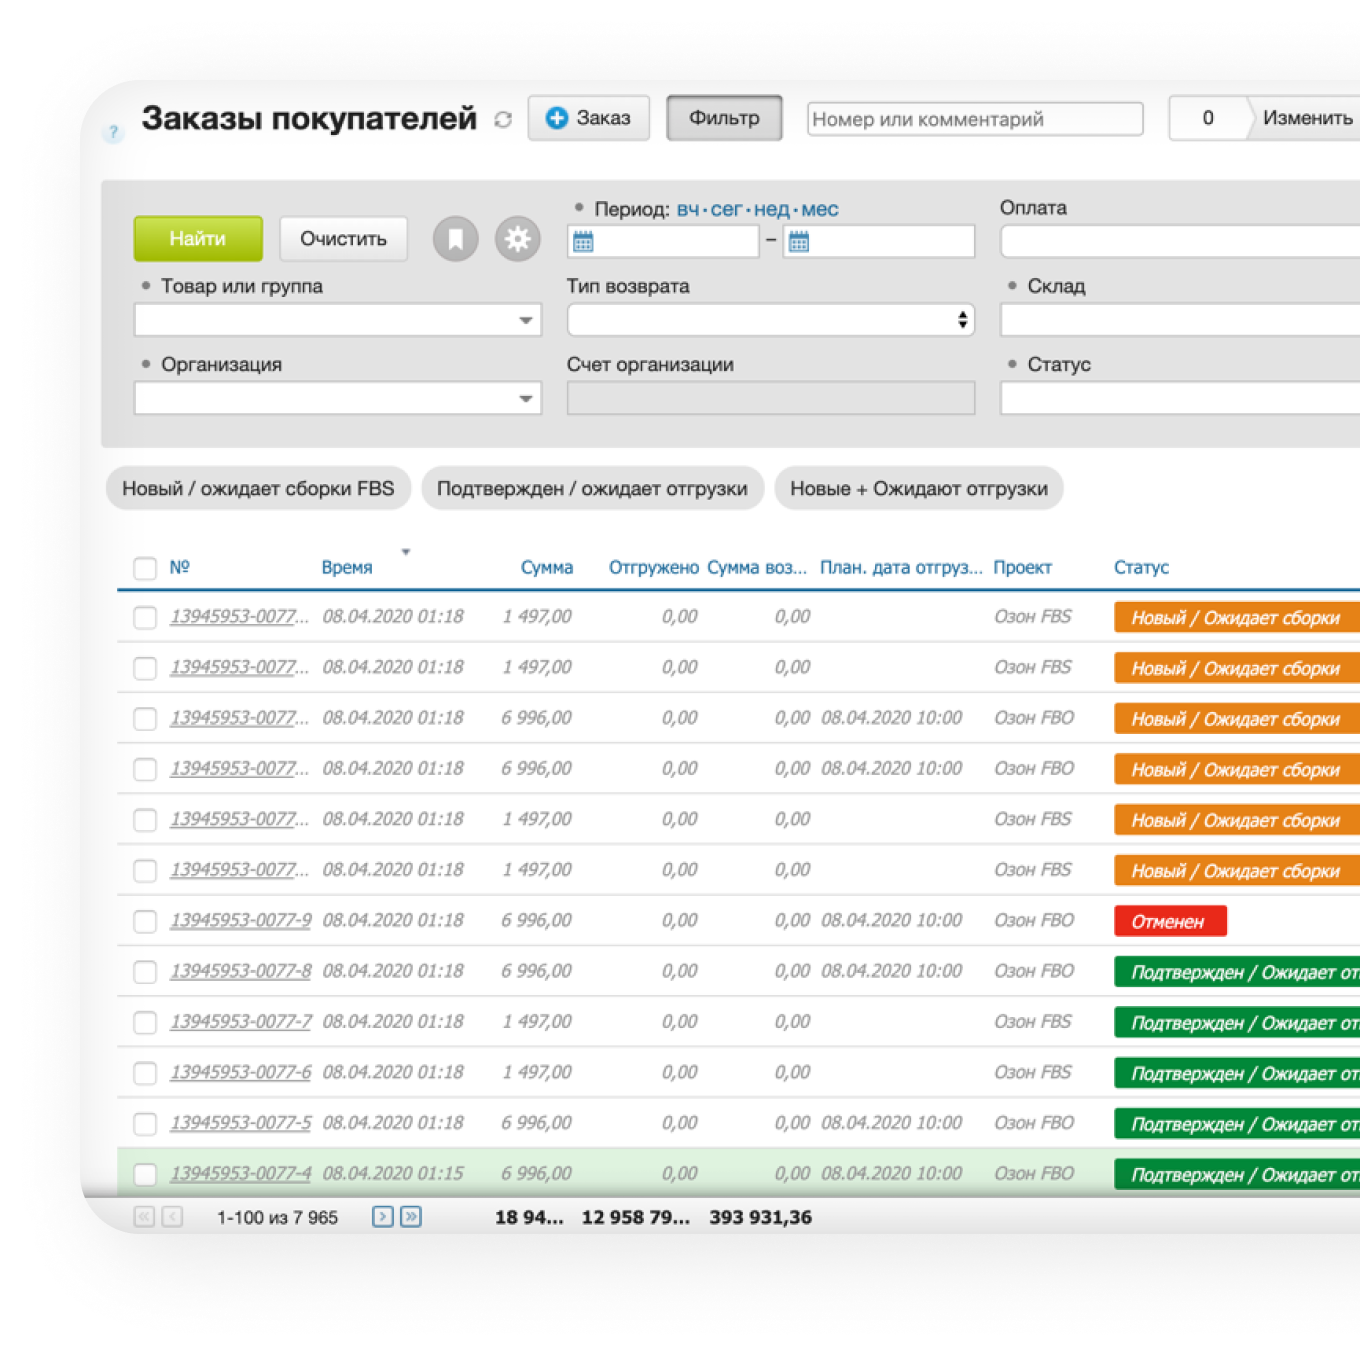 ? Заказы покупателей Заказ Фильтр Номер или комментарий 0 Изменить
Период: вч·сег·нед·мес Оплата
Найти Очистить –
Товар или группа Тип возврата Склад
Организация Счет организации Статус
Новый / ожидает сборки FBS Подтвержден / ожидает отгрузки Новые + Ожидают отгрузки
№ Время Сумма Отгружено Сумма воз... План. дата отгруз... Проект Статус
13945953-0077... 08.04.2020 01:18 1 497,00 0,00 0,00 Озон FBS Новый / Ожидает сборки
13945953-0077... 08.04.2020 01:18 1 497,00 0,00 0,00 Озон FBS Новый / Ожидает сборки
13945953-0077... 08.04.2020 01:18 6 996,00 0,00 0,00 08.04.2020 10:00 Озон FBO Новый / Ожидает сборки
13945953-0077... 08.04.2020 01:18 6 996,00 0,00 0,00 08.04.2020 10:00 Озон FBO Новый / Ожидает сборки
13945953-0077... 08.04.2020 01:18 1 497,00 0,00 0,00 Озон FBS Новый / Ожидает сборки
13945953-0077... 08.04.2020 01:18 1 497,00 0,00 0,00 Озон FBS Новый / Ожидает сборки
13945953-0077-9 08.04.2020 01:18 6 996,00 0,00 0,00 08.04.2020 10:00 Озон FBO Отменен
13945953-0077-8 08.04.2020 01:18 6 996,00 0,00 0,00 08.04.2020 10:00 Озон FBO Подтвержден / Ожидает от
13945953-0077-7 08.04.2020 01:18 1 497,00 0,00 0,00 Озон FBS Подтвержден / Ожидает от
13945953-0077-6 08.04.2020 01:18 1 497,00 0,00 0,00 Озон FBS Подтвержден / Ожидает от
13945953-0077-5 08.04.2020 01:18 6 996,00 0,00 0,00 08.04.2020 10:00 Озон FBO Подтвержден / Ожидает от
13945953-0077-4 08.04.2020 01:15 6 996,00 0,00 0,00 08.04.2020 10:00 Озон FBO Подтвержден / Ожидает от
1-100 из 7 965 18 94... 12 958 79... 393 931,36